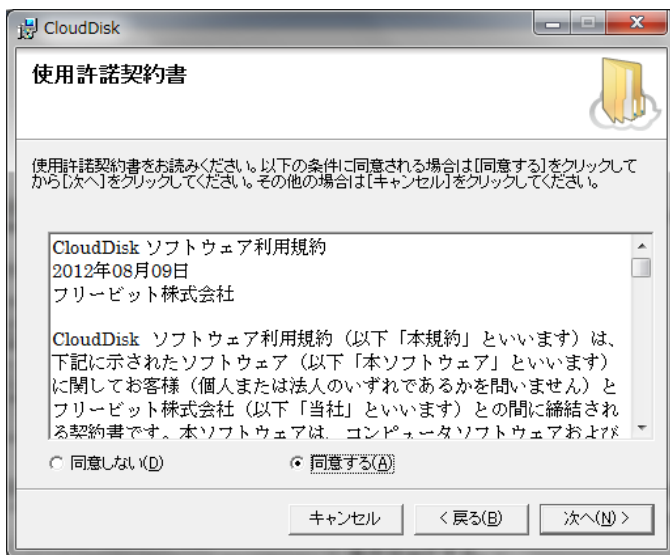 CloudDisk
使用許諾契約書
使用許諾契約書をお読みください。以下の条件に同意される場合は[同意する]をクリックして
から[次へ]をクリックしてください。その他の場合は[キャンセル]をクリックしてください。
CloudDisk ソフトウェア利用規約
2012年08月09日
フリービット株式会社
CloudDisk ソフトウェア利用規約（以下「本規約」といいます）は、
下記に示されたソフトウェア（以下「本ソフトウェア」といいます）
に関してお客様（個人または法人のいずれであるかを問いません）と
フリービット株式会社（以下「当社」といいます）との間に締結され
る契約書です。本ソフトウェアは、コンピュータソフトウェアおよび
同意しない(D)
同意する(A)
キャンセル
< 戻る(B)
次へ(N) >